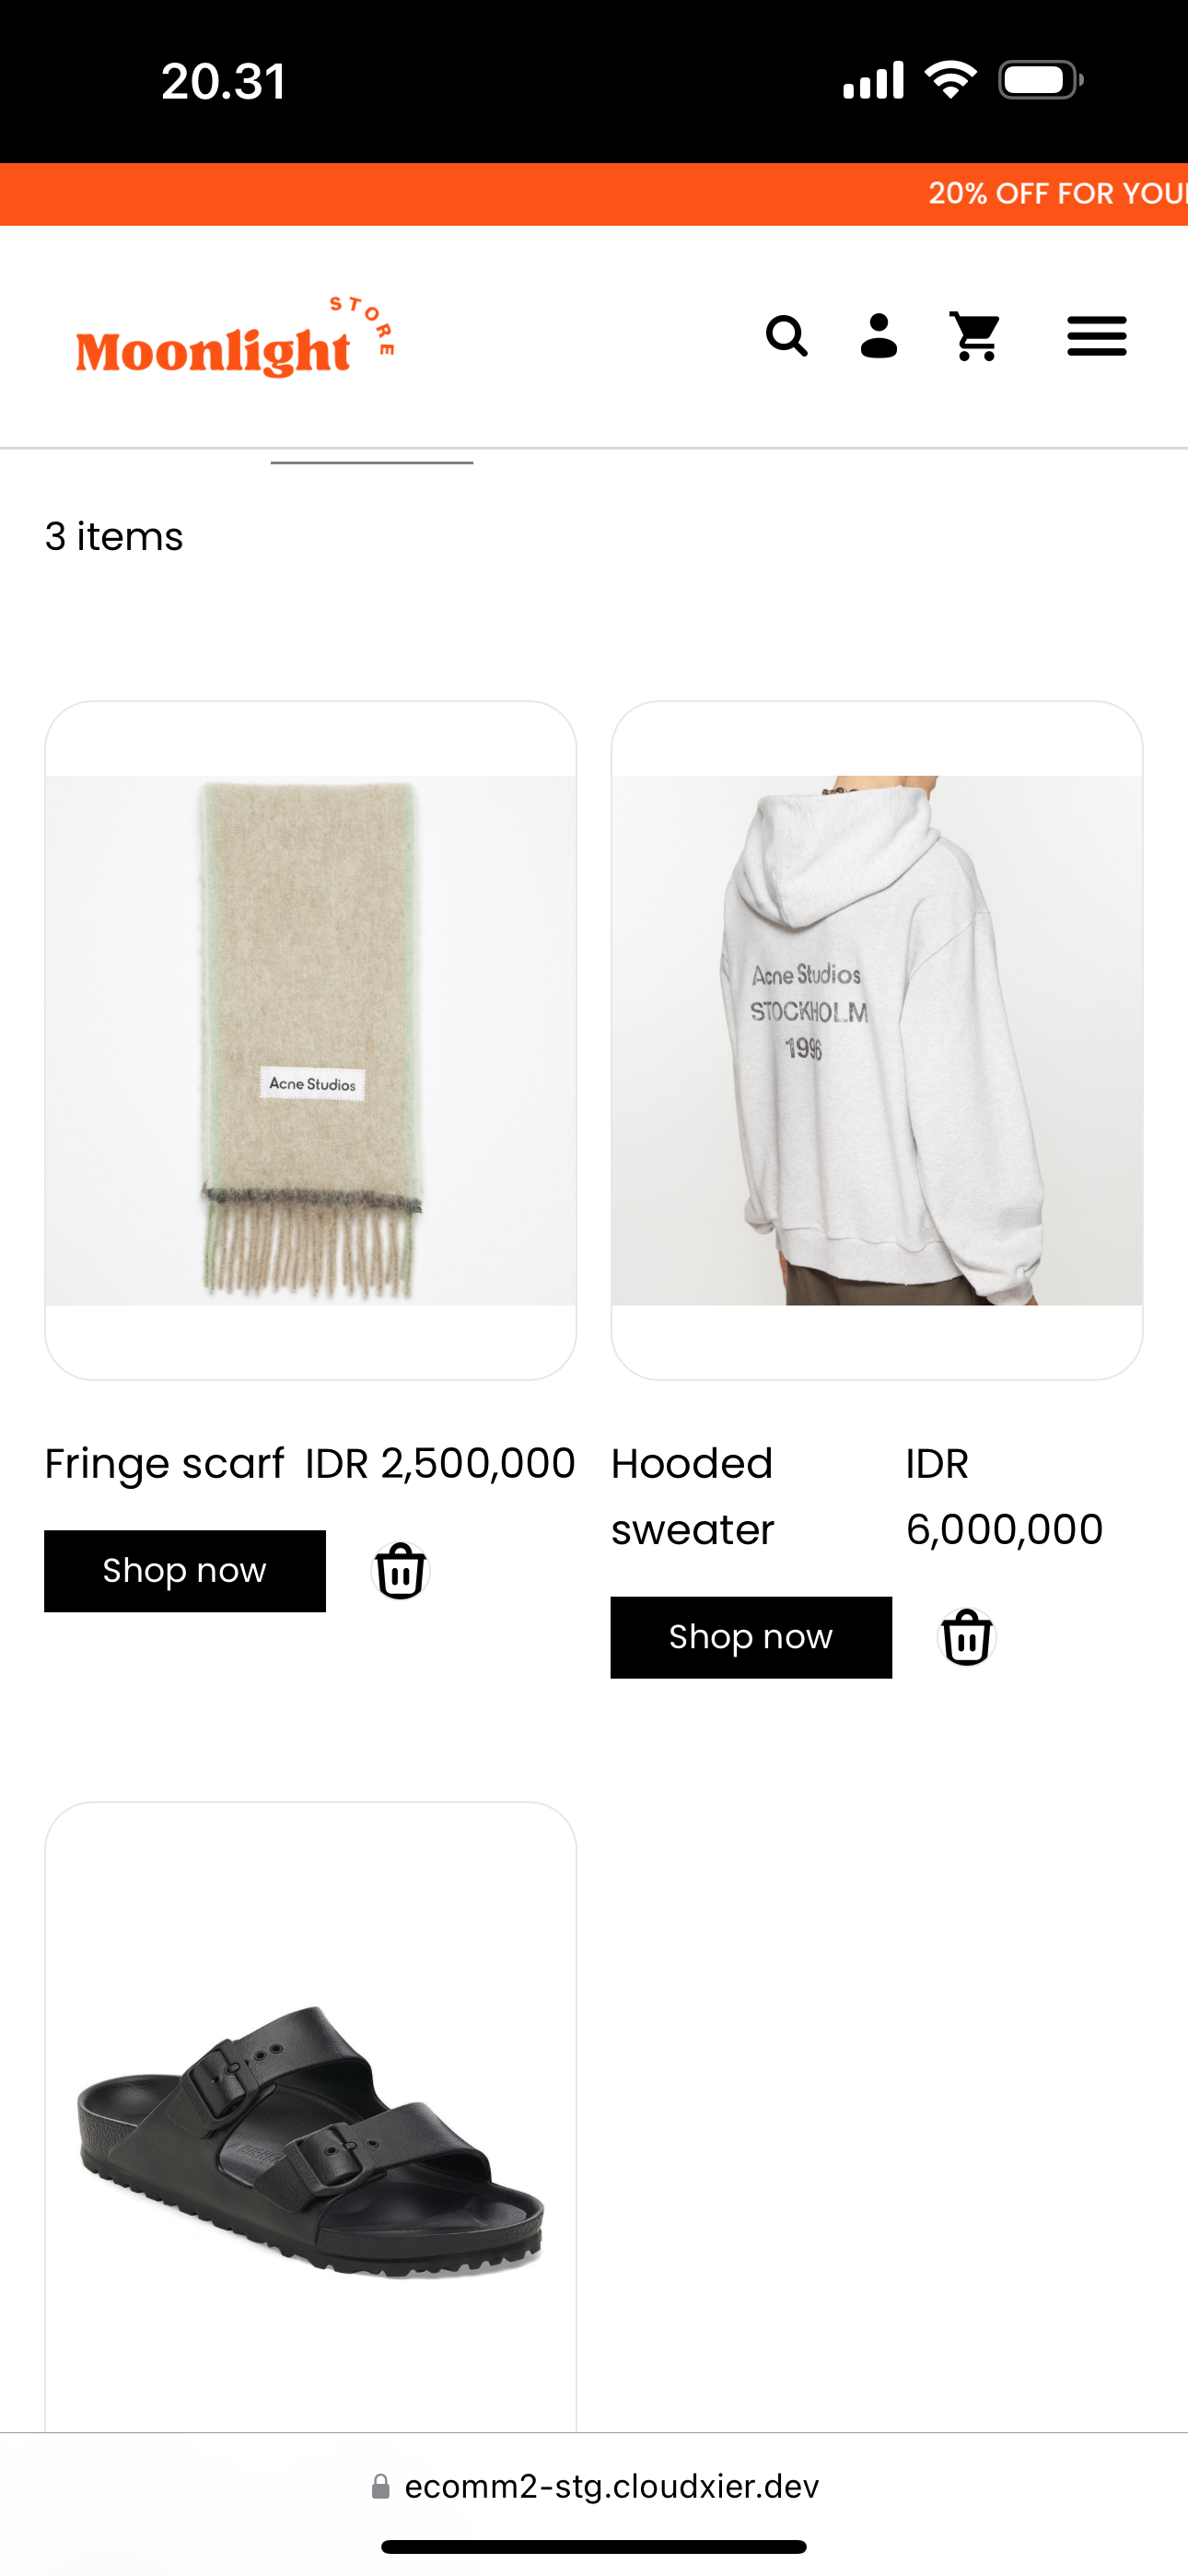 20.31
20% OFF FOR YOU
STORE
Moonlight
3 items
Acne Studios
Acne Studios
STOCKHOLM
1996
Fringe scarf IDR 2,500,000
Hooded
sweater
IDR
6,000,000
Shop now
Shop now
ecomm2-stg.cloudxier.dev